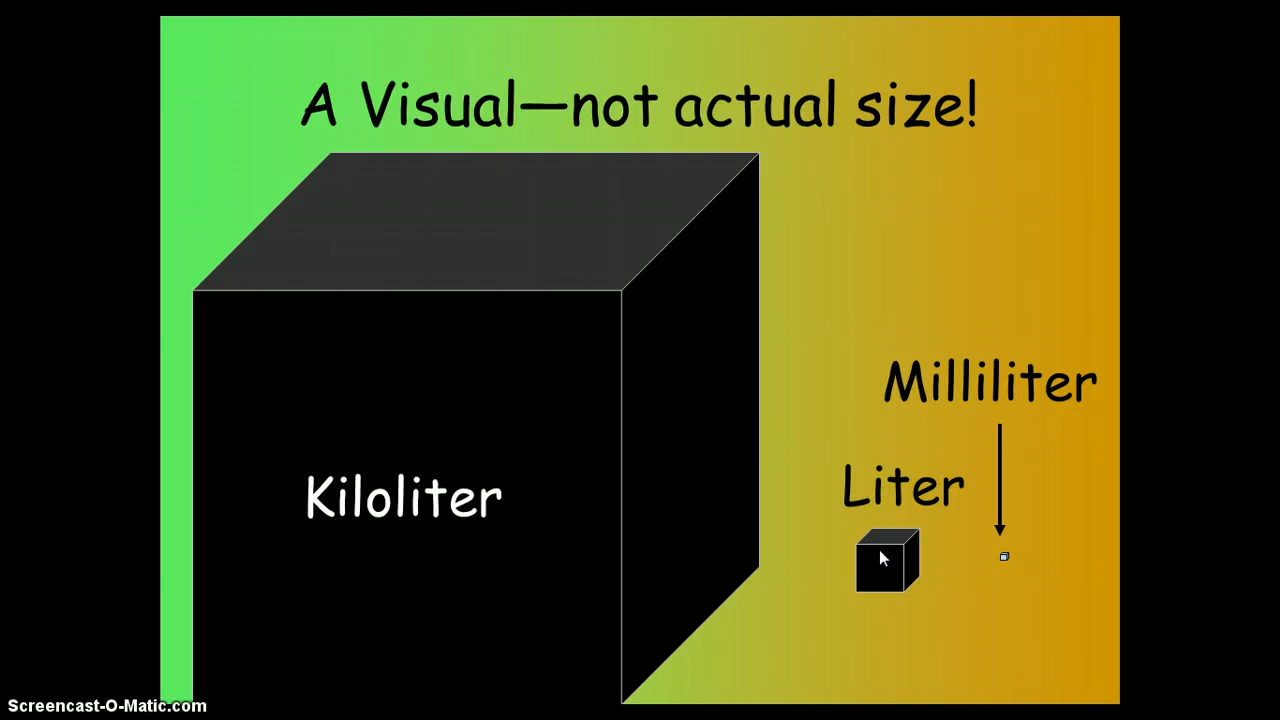 A Visual—not actual size!
Milliliter
Liter
Kiloliter
Screencast-O-Matic.com